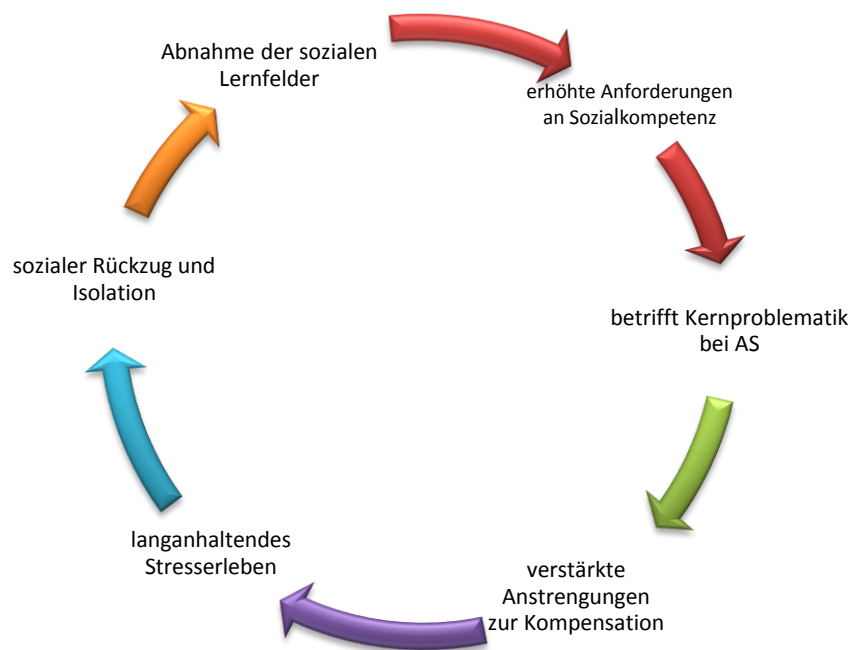 Abnahme der sozialen
Lernfelder
erhöhte Anforderungen
an Sozialkompetenz
betrifft Kernproblematik
bei AS
verstärkte
Anstrengungen
zur Kompensation
langanhaltendes
Stresserleben
sozialer Rückzug und
Isolation